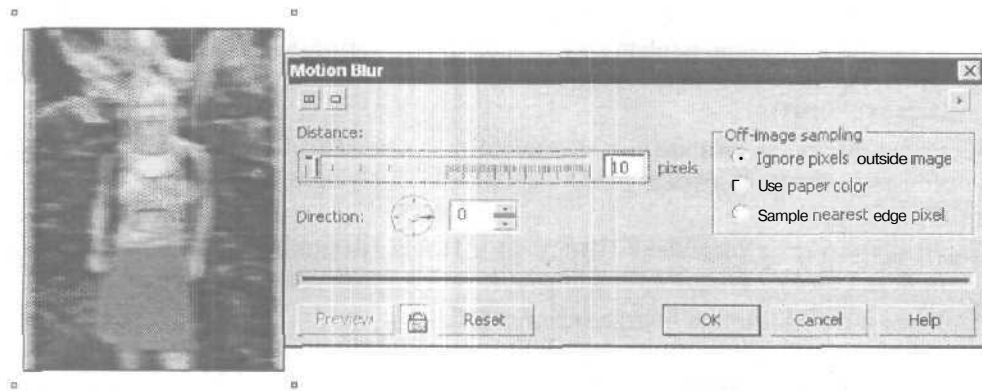 Motion Blur
Distance:
10 pixels
Direction:
0
Off-image sampling
Ignore pixels outside image
Use paper color
Sample nearest edge pixel
Preview
Reset
OK
Cancel
Help